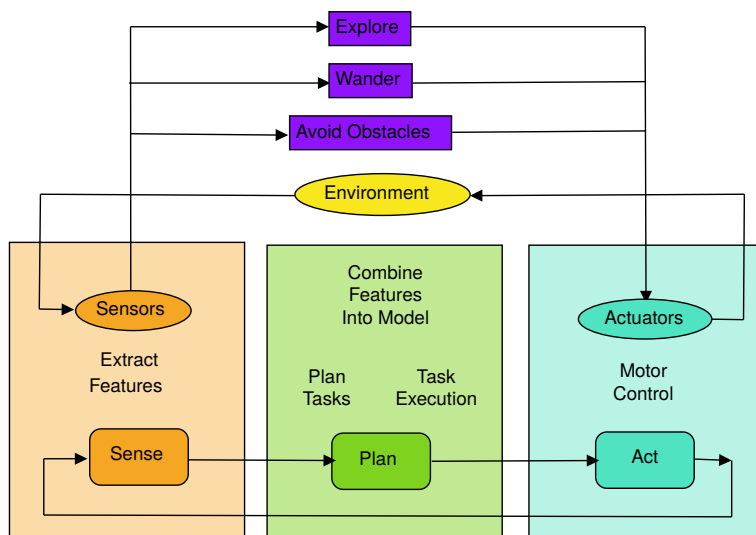 Explore
Wander
Avoid Obstacles
Environment
Sensors
Extract
Features
Sense
Combine
Features
Into Model
Plan
Tasks
Task
Execution
Plan
Actuators
Motor
Control
Act